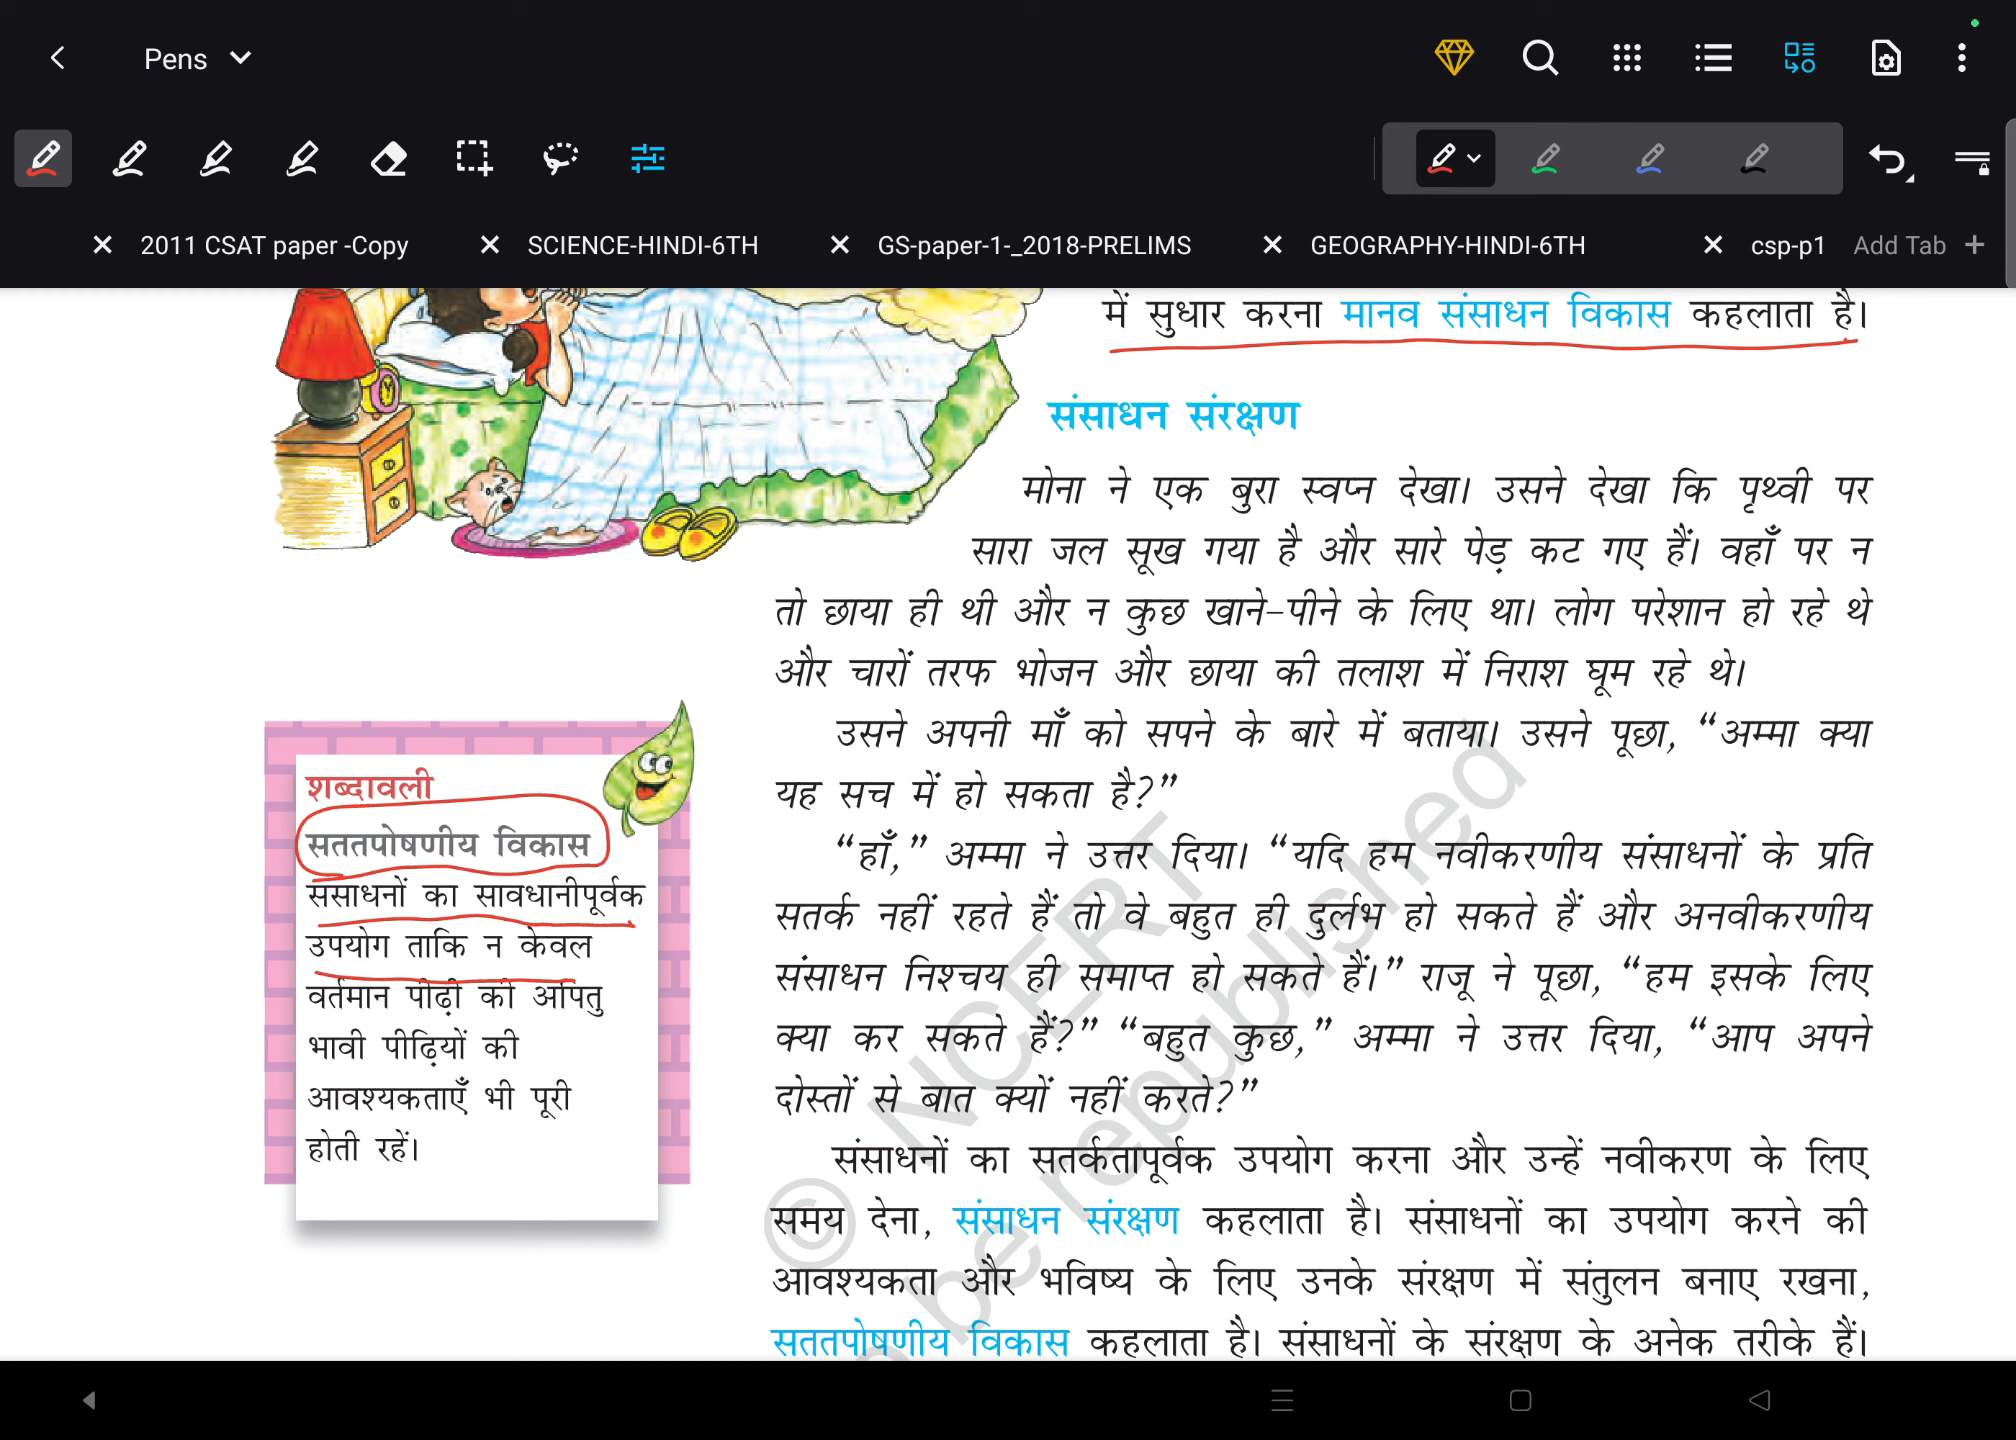 Pens
2011 CSAT paper -Copy
SCIENCE-HINDI-6TH
GS-paper-1-_2018-PRELIMS
GEOGRAPHY-HINDI-6TH
csp-p1
Add Tab +
में सुधार करना मानव संसाधन विकास कहलाता है।
संसाधन संरक्षण
मोना ने एक बुरा स्वप्न देखा। उसने देखा कि पृथ्वी पर
सारा जल सूख गया है और सारे पेड़ कट गए हैं। वहाँ पर न
तो छाया ही थी और न कुछ खाने-पीने के लिए था। लोग परेशान हो रहे थे
और चारों तरफ भोजन और छाया की तलाश में निराश घूम रहे थे।
उसने अपनी माँ को सपने के बारे में बताया। उसने पूछा, “अम्मा क्या
यह सच में हो सकता है?”
“हाँ,” अम्मा ने उत्तर दिया। “यदि हम नवीकरणीय संसाधनों के प्रति
सतर्क नहीं रहते हैं तो वे बहुत ही दुर्लभ हो सकते हैं और अनवीकरणीय
संसाधन निश्चय ही समाप्त हो सकते हैं।” राजू ने पूछा, “हम इसके लिए
क्या कर सकते हैं?” “बहुत कुछ,” अम्मा ने उत्तर दिया, “आप अपने
दोस्तों से बात क्यों नहीं करते?”
संसाधनों का सतर्कतापूर्वक उपयोग करना और उन्हें नवीकरण के लिए
समय देना, संसाधन संरक्षण कहलाता है। संसाधनों का उपयोग करने की
आवश्यकता और भविष्य के लिए उनके संरक्षण में संतुलन बनाए रखना,
सततपोषणीय विकास कहलाता है। संसाधनों के संरक्षण के अनेक तरीके हैं।
शब्दावली
सततपोषणीय विकास
संसाधनों का सावधानीपूर्वक
उपयोग ताकि न केवल
वर्तमान पीढ़ी की अपितु
भावी पीढ़ियों की
आवश्यकताएँ भी पूरी
होती रहें।
© NCERT
be republished